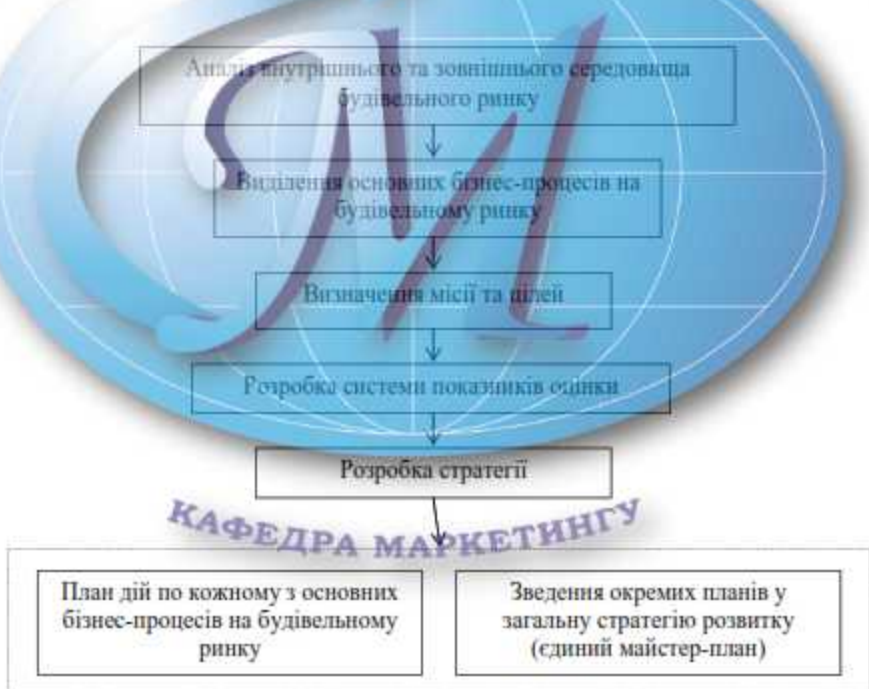 Аналіз внутрішнього та зовнішнього середовища
будівельного ринку
Виділення основних бізнес-процесів на
будівельному ринку
Визначення місії та цілей
Розробка системи показників оцінки
Розробка стратегії
КАФЕДРА МАРКЕТИНГУ
План дій по кожному з основних
бізнес-процесів на будівельному
ринку
Зведення окремих планів у
загальну стратегію розвитку
(єдиний майстер-план)